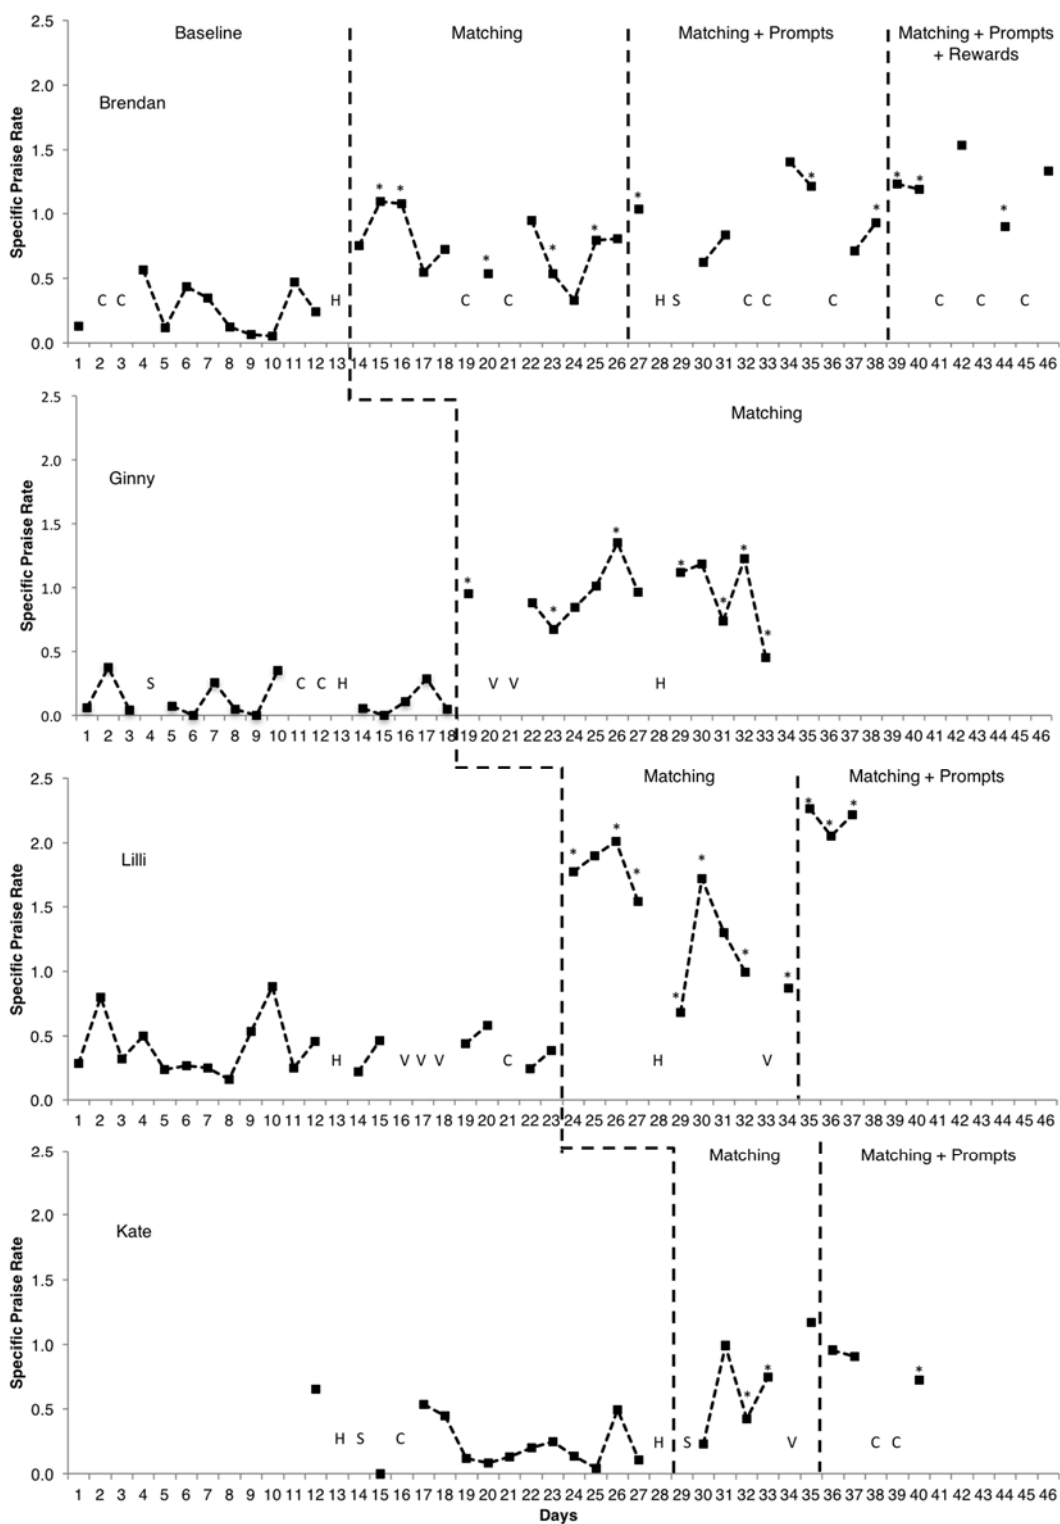 2.5
Baseline Matching Matching + Prompts Matching + Prompts
+ Rewards
2.0
Brendan
1.5
* * * * * * * * * *
Specific Praise Rate
1.0
0.5
C C H C C H S C C C C C C
0.0
1 2 3 4 5 6 7 8 9 10 11 12 13 14 15 16 17 18 19 20 21 22 23 24 25 26 27 28 29 30 31 32 33 34 35 36 37 38 39 40 41 42 43 44 45 46
2.5
Matching
2.0
Ginny
1.5
* * * * * * *
Specific Praise Rate
1.0
0.5
S C C H V V H
0.0
1 2 3 4 5 6 7 8 9 10 11 12 13 14 15 16 17 18 19 20 21 22 23 24 25 26 27 28 29 30 31 32 33 34 35 36 37 38 39 40 41 42 43 44 45 46
2.5
Matching Matching + Prompts
* * * * * * * * * *
2.0
Lilli
1.5
Specific Praise Rate
1.0
0.5
H V V V C H V
0.0
1 2 3 4 5 6 7 8 9 10 11 12 13 14 15 16 17 18 19 20 21 22 23 24 25 26 27 28 29 30 31 32 33 34 35 36 37 38 39 40 41 42 43 44 45 46
2.5
Matching Matching + Prompts
2.0
Kate
1.5
Specific Praise Rate
1.0
* * *
0.5
H S C H S V C C
0.0
1 2 3 4 5 6 7 8 9 10 11 12 13 14 15 16 17 18 19 20 21 22 23 24 25 26 27 28 29 30 31 32 33 34 35 36 37 38 39 40 41 42 43 44 45 46
Days